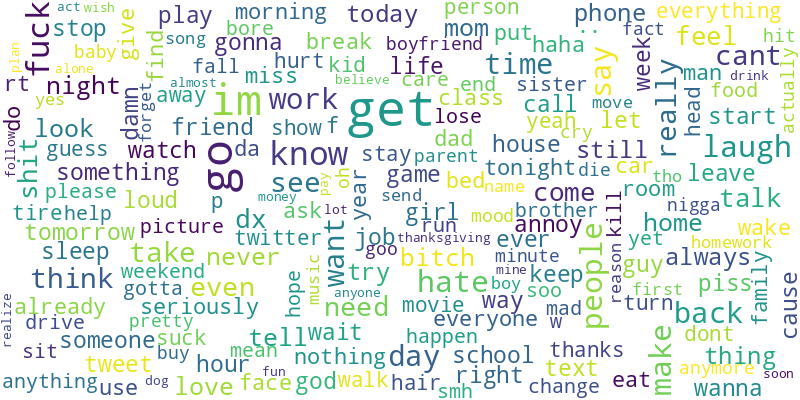 act wish play morning today phone person everything
fuck stop song bore gonna break mom put haha .. fact hit
plan baby give find hurt kid boyfriend time say week cant feel
alone fall miss life care end sister man drink actually
rt night away almost im believe class call move really head food
yes damn forget work get lose yeah let start
do look friend show f dad cry still laugh
follow guess watch da go know stay parent house tonight die car leave
shit something see game bed name come tho room talk
please loud p oh pay year girl mood brother kill nigga
tirehelp picture dx ask money send run annoy home wake
tomorrow twitter want lot job thanksgiving ever people yet homework
sleep take never goo bitch minute keep reason guy always
think weekend hope music try hate mine boy soo first piss family cause
gotta even anyone need movie way mad turn back
already seriously
realize drive pretty someone suck tell wait happen everyone w make dont
sit mean nothing day school thanks thing
tweet buy hour fun right text anymore
anything use dog love face god walk hair smh change eat wanna soon